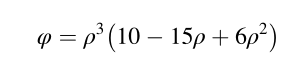 φ = ρ³(10 − 15ρ + 6ρ²)